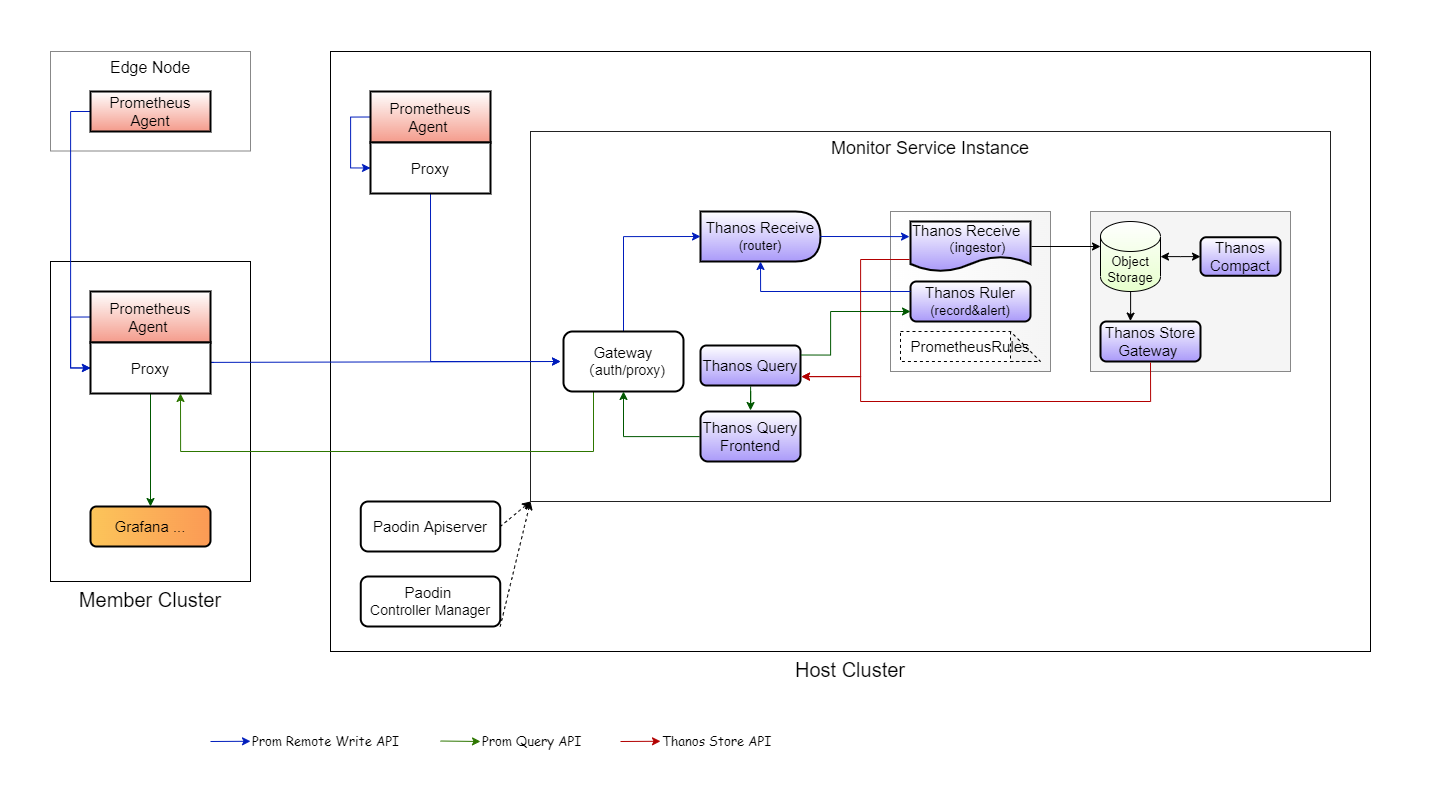 Edge Node
Prometheus
Agent
Prometheus
Agent
Proxy
Grafana ...
Member Cluster
Prometheus
Agent
Proxy
Monitor Service Instance
Thanos Receive
(router)
Thanos Receive
(ingestor)
Thanos Ruler
(record&alert)
PrometheusRules
Object
Storage
Thanos
Compact
Thanos Store
Gateway
Gateway
(auth/proxy)
Thanos Query
Thanos Query
Frontend
Paodin Apiserver
Paodin
Controller Manager
Host Cluster
Prom Remote Write API
Prom Query API
Thanos Store API